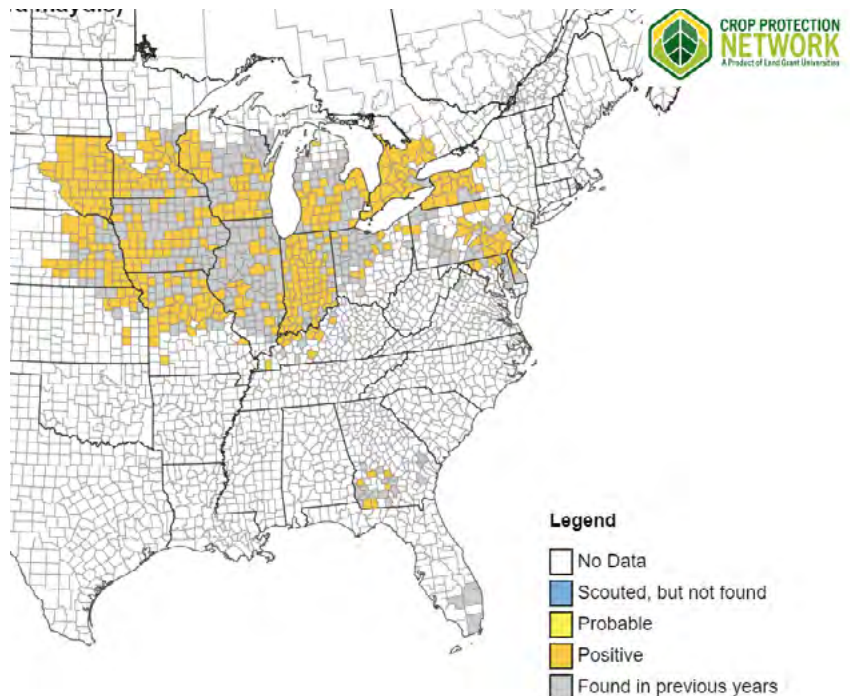 CROP PROTECTION
NETWORK
A Product of Land Grant Universities
Legend
No Data
Scouted, but not found
Probable
Positive
Found in previous years